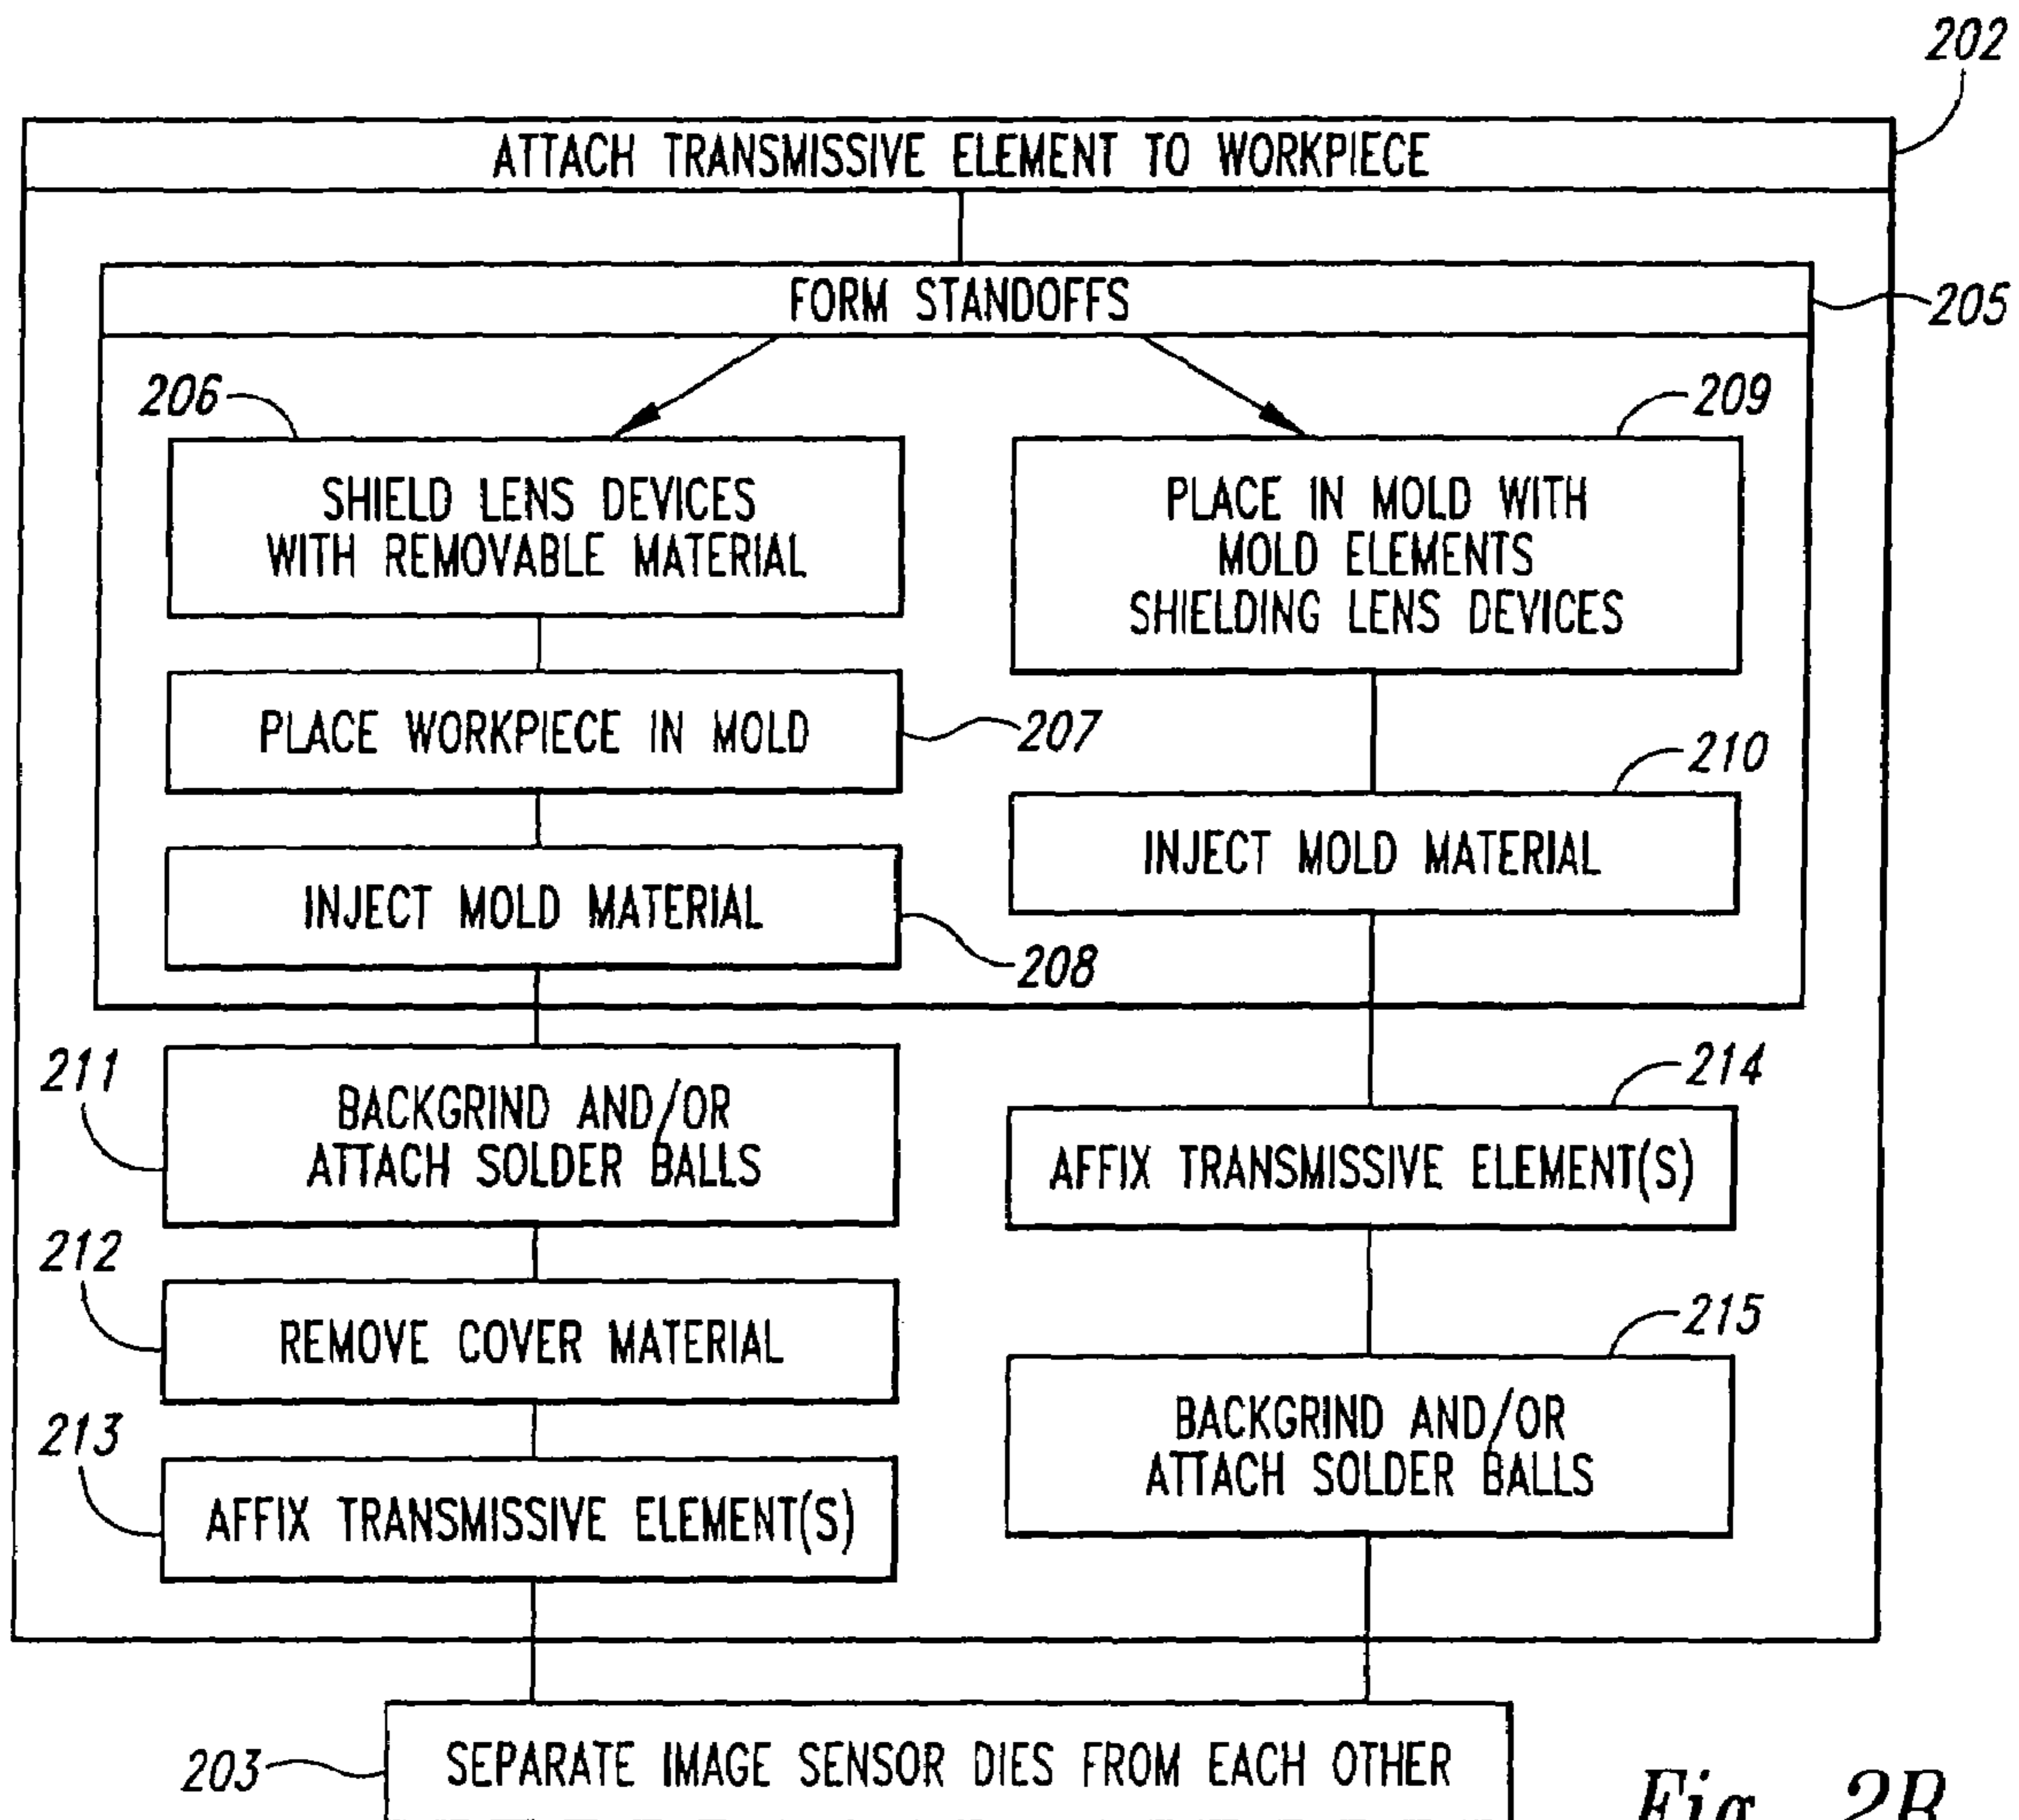 202
ATTACH TRANSMISSIVE ELEMENT TO WORKPIECE
FORM STANDOFFS
205
206
SHIELD LENS DEVICES
WITH REMOVABLE MATERIAL
209
PLACE IN MOLD WITH
MOLD ELEMENTS
SHIELDING LENS DEVICES
PLACE WORKPIECE IN MOLD
207
210
INJECT MOLD MATERIAL
INJECT MOLD MATERIAL
208
211
BACKGRIND AND/OR
ATTACH SOLDER BALLS
214
AFFIX TRANSMISSIVE ELEMENT(S)
212
REMOVE COVER MATERIAL
215
BACKGRIND AND/OR
ATTACH SOLDER BALLS
213
AFFIX TRANSMISSIVE ELEMENT(S)
203
SEPARATE IMAGE SENSOR DIES FROM EACH OTHER
Fig. 2B